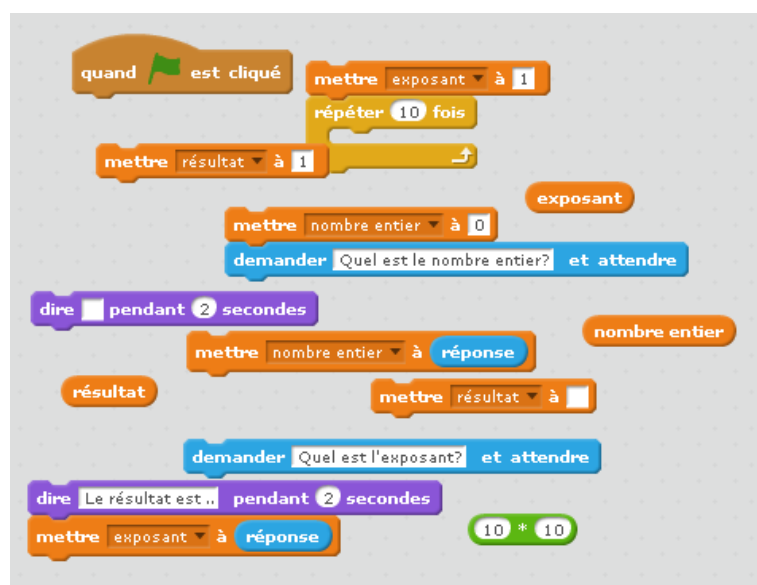 quand est cliqué
mettre exposant à 1
répéter 10 fois
mettre résultat à 1
exposant
mettre nombre entier à 0
demander Quel est le nombre entier? et attendre
dire pendant 2 secondes
nombre entier
mettre nombre entier à réponse
résultat
mettre résultat à
demander Quel est l'exposant? et attendre
dire Le résultat est .. pendant 2 secondes
mettre exposant à réponse
10 * 10